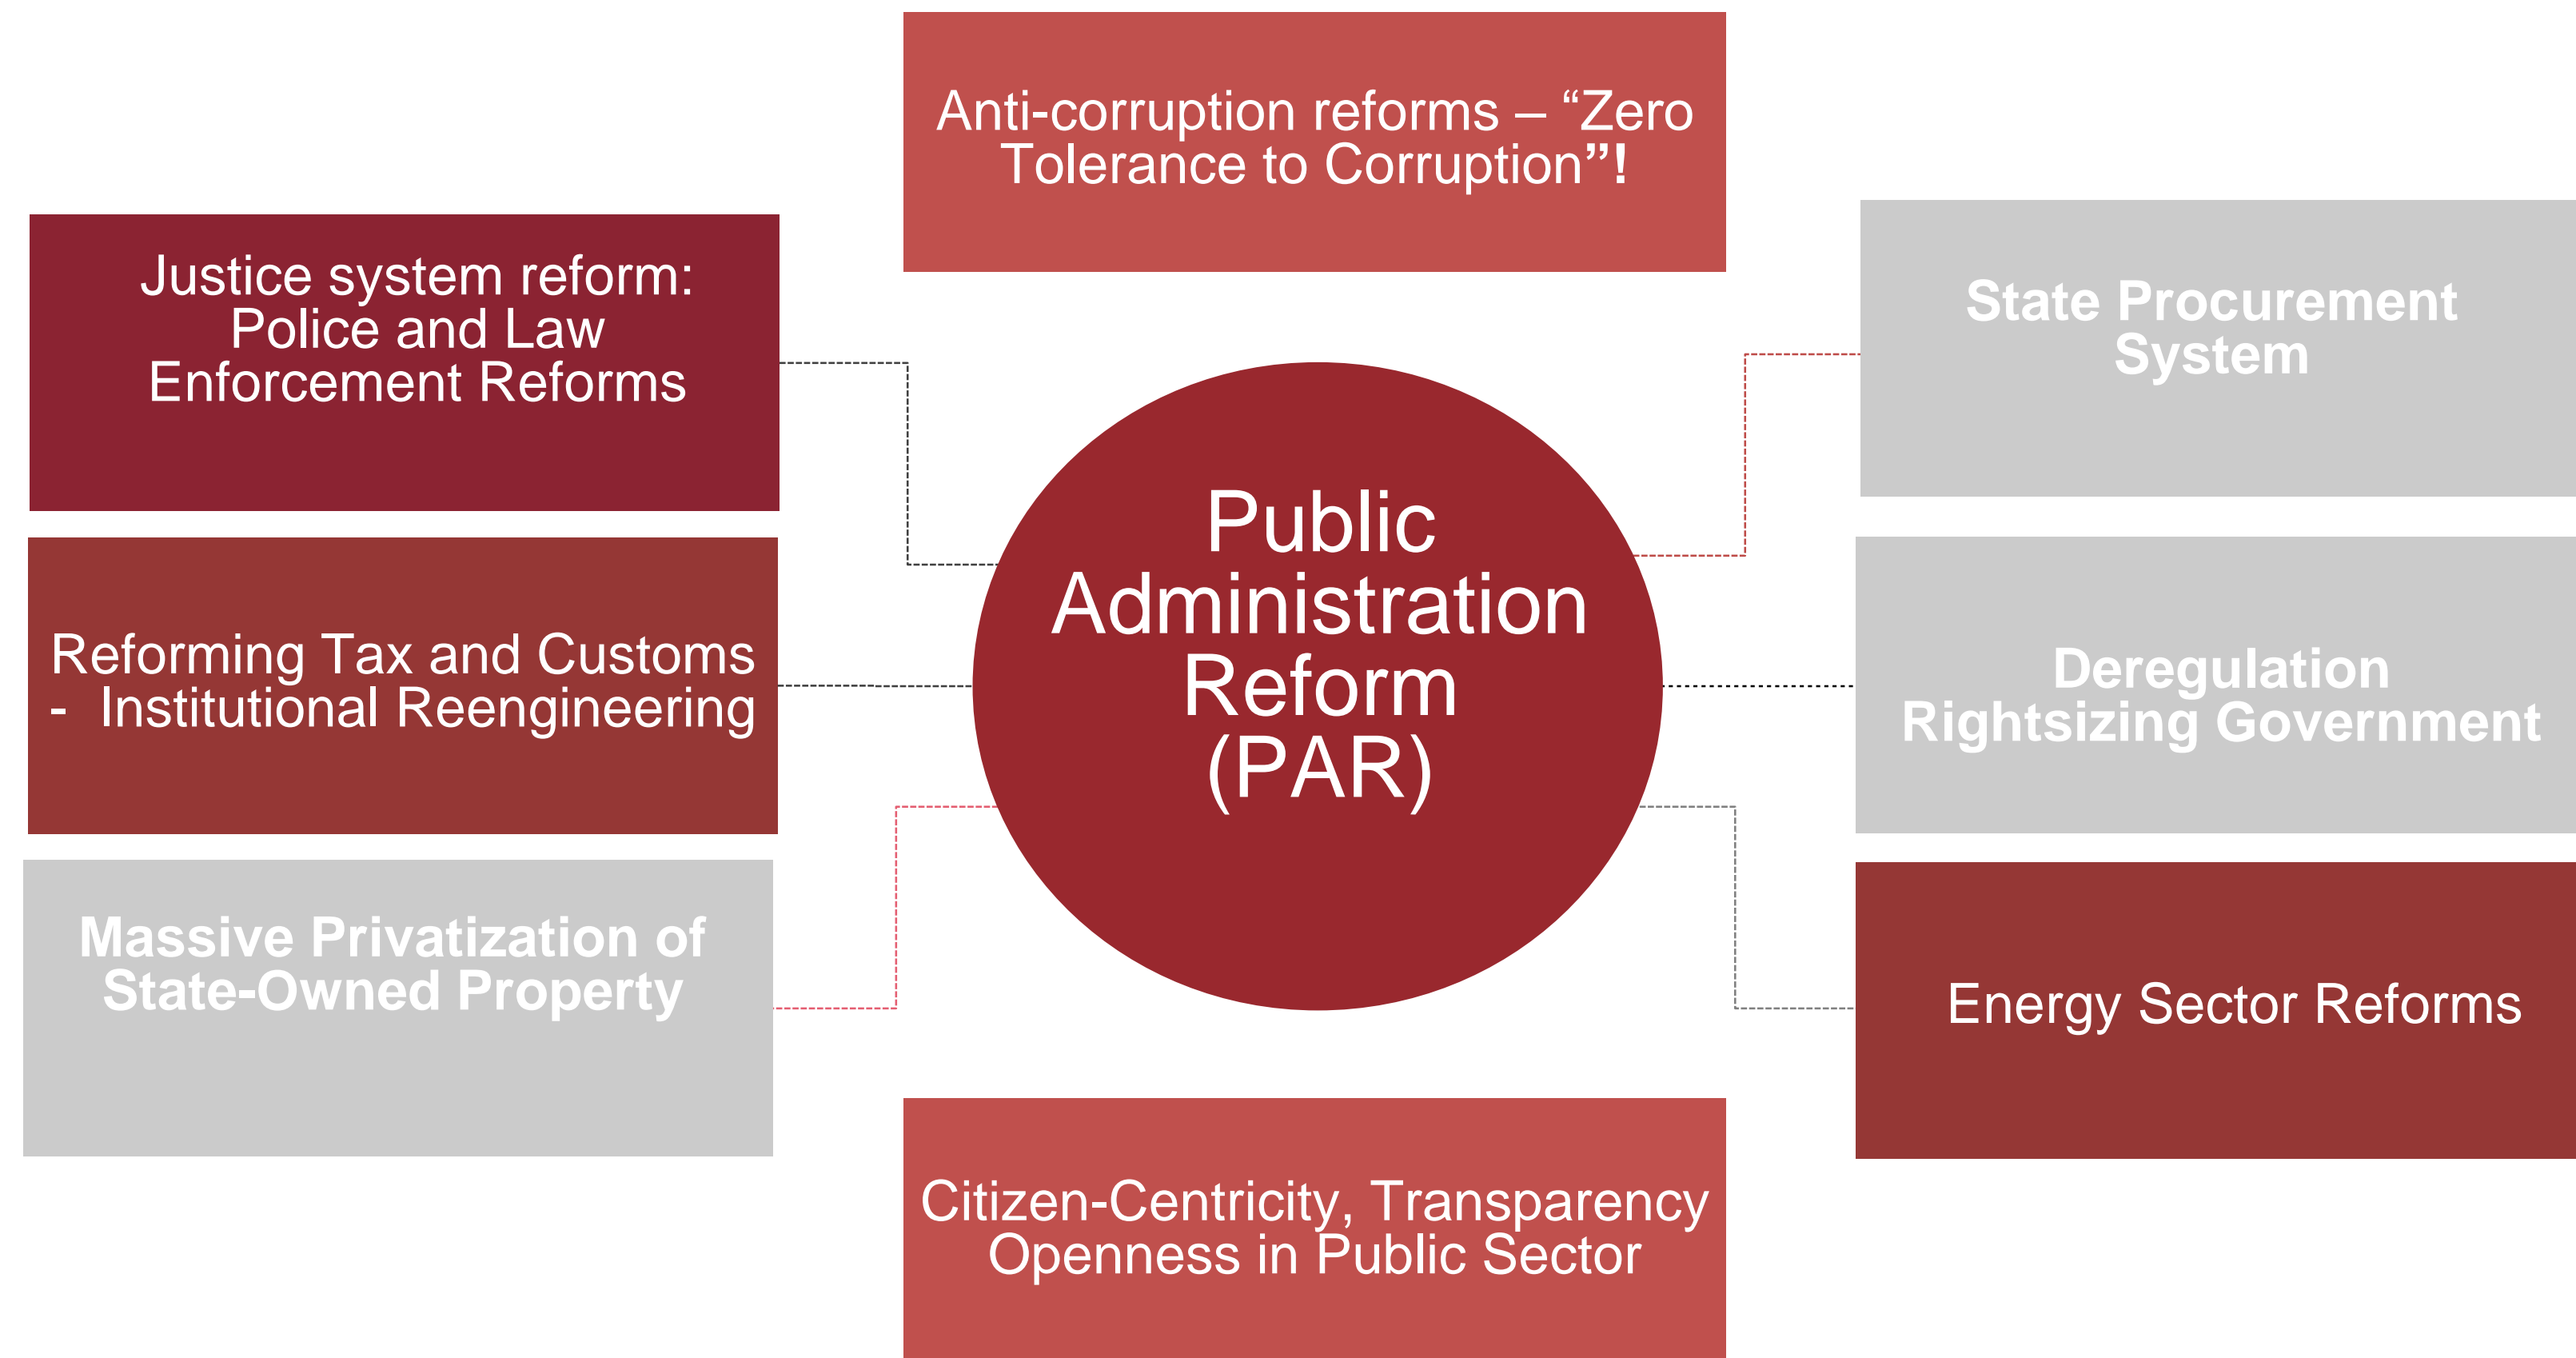 Anti-corruption reforms – “Zero
Tolerance to Corruption”!
Justice system reform:
Police and Law
Enforcement Reforms
State Procurement
System
Public
Administration
Reform
(PAR)
Reforming Tax and Customs
- Institutional Reengineering
Deregulation
Rightsizing Government
Massive Privatization of
State-Owned Property
Energy Sector Reforms
Citizen-Centricity, Transparency
Openness in Public Sector